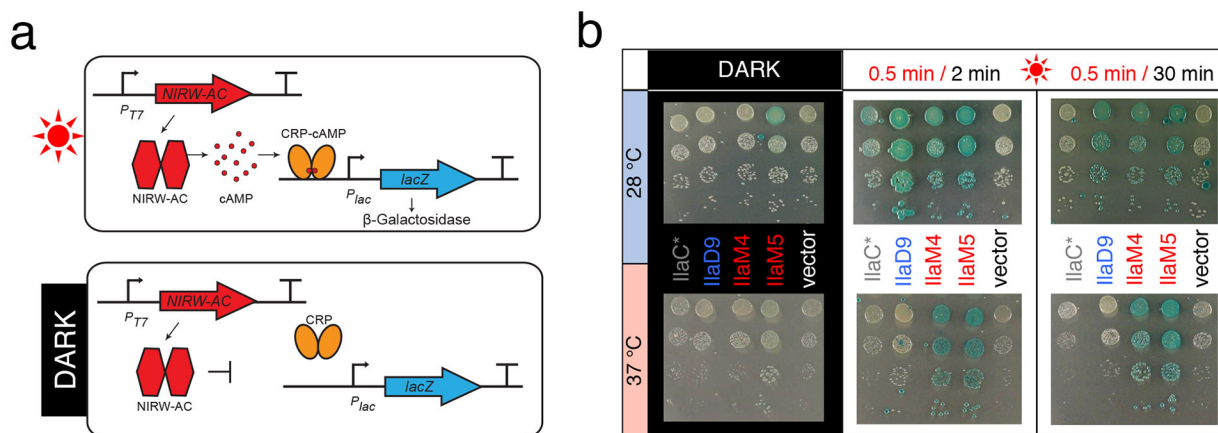 a
P_T7
NIRW-AC
CRP-cAMP
NIRW-AC
cAMP
P_lac
lacZ
β-Galactosidase
DARK
P_T7
NIRW-AC
CRP
NIRW-AC
P_lac
lacZ
b
DARK
0.5 min / 2 min
0.5 min / 30 min
28 °C
IlaC*
IlaD9
IlaM4
IlaM5
vector
IlaC*
IlaD9
IlaM4
IlaM5
vector
IlaC*
IlaD9
IlaM4
IlaM5
vector
37 °C